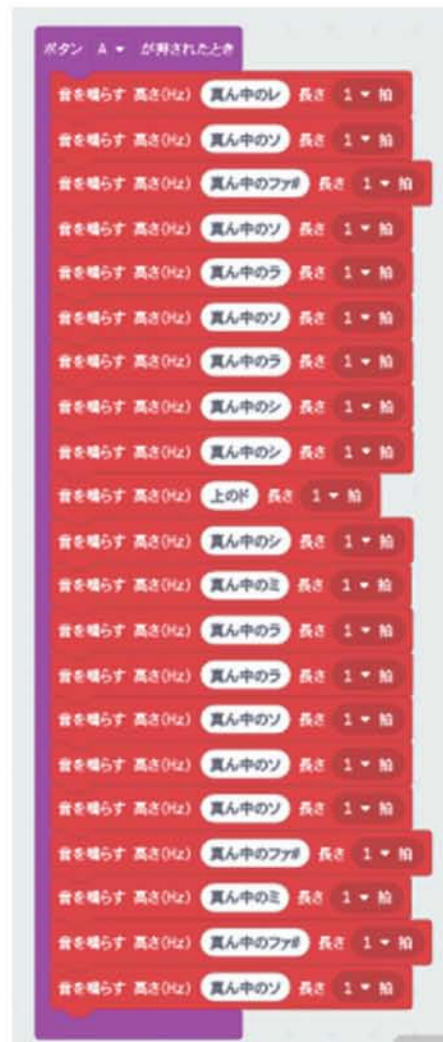 ボタン A が押されたとき
音を鳴らす 高さ(Hz) 真ん中のレ 長さ 1 拍
音を鳴らす 高さ(Hz) 真ん中のソ 長さ 1 拍
音を鳴らす 高さ(Hz) 真ん中のファ# 長さ 1 拍
音を鳴らす 高さ(Hz) 真ん中のソ 長さ 1 拍
音を鳴らす 高さ(Hz) 真ん中のラ 長さ 1 拍
音を鳴らす 高さ(Hz) 真ん中のソ 長さ 1 拍
音を鳴らす 高さ(Hz) 真ん中のラ 長さ 1 拍
音を鳴らす 高さ(Hz) 真ん中のシ 長さ 1 拍
音を鳴らす 高さ(Hz) 真ん中のシ 長さ 1 拍
音を鳴らす 高さ(Hz) 上のド 長さ 1 拍
音を鳴らす 高さ(Hz) 真ん中のシ 長さ 1 拍
音を鳴らす 高さ(Hz) 真ん中のミ 長さ 1 拍
音を鳴らす 高さ(Hz) 真ん中のラ 長さ 1 拍
音を鳴らす 高さ(Hz) 真ん中のラ 長さ 1 拍
音を鳴らす 高さ(Hz) 真ん中のソ 長さ 1 拍
音を鳴らす 高さ(Hz) 真ん中のソ 長さ 1 拍
音を鳴らす 高さ(Hz) 真ん中のソ 長さ 1 拍
音を鳴らす 高さ(Hz) 真ん中のファ# 長さ 1 拍
音を鳴らす 高さ(Hz) 真ん中のミ 長さ 1 拍
音を鳴らす 高さ(Hz) 真ん中のファ# 長さ 1 拍
音を鳴らす 高さ(Hz) 真ん中のソ 長さ 1 拍